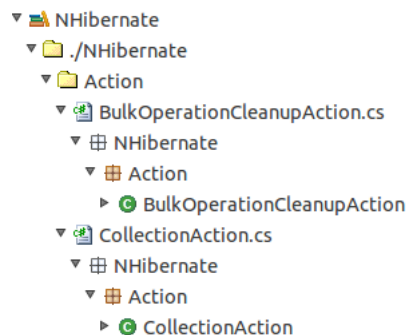 NHibernate
./NHibernate
Action
BulkOperationCleanupAction.cs
NHibernate
Action
BulkOperationCleanupAction
CollectionAction.cs
NHibernate
Action
CollectionAction